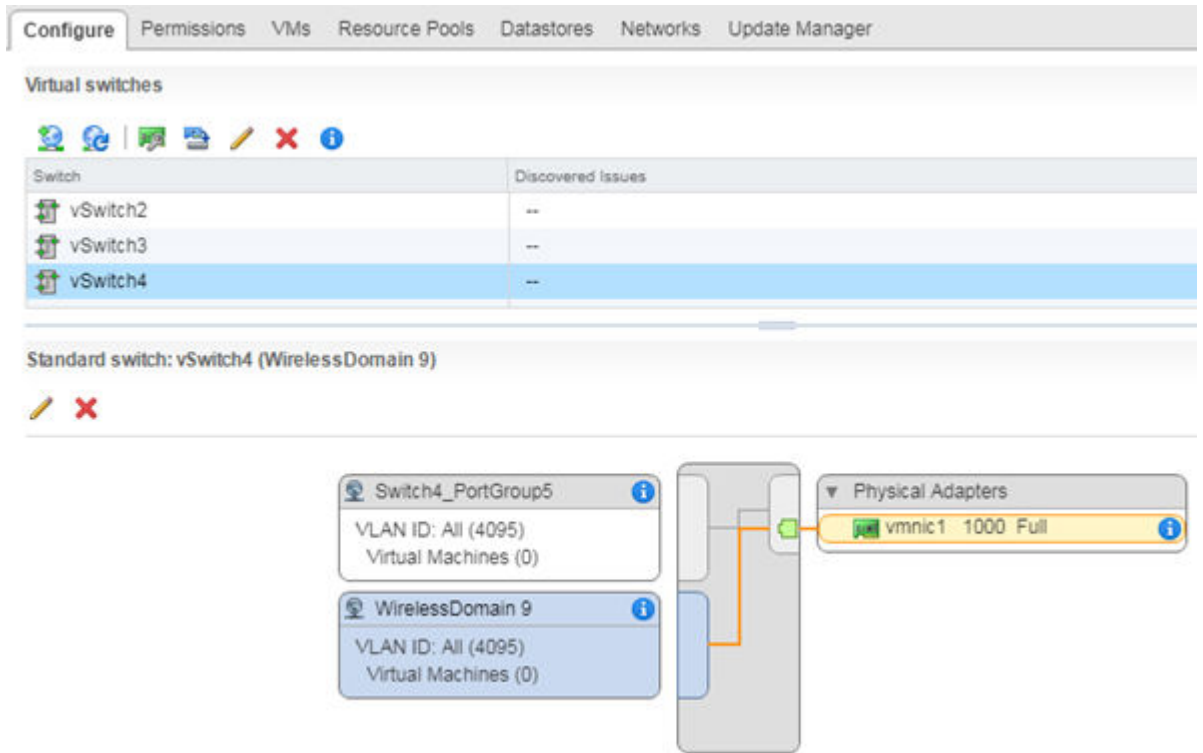 Configure Permissions VMs Resource Pools Datastores Networks Update Manager
Virtual switches
Switch Discovered Issues
vSwitch2 --
vSwitch3 --
vSwitch4 --
Standard switch: vSwitch4 (WirelessDomain 9)
Switch4_PortGroup5
VLAN ID: All (4095)
Virtual Machines (0)
Physical Adapters
vmnic1 1000 Full
WirelessDomain 9
VLAN ID: All (4095)
Virtual Machines (0)